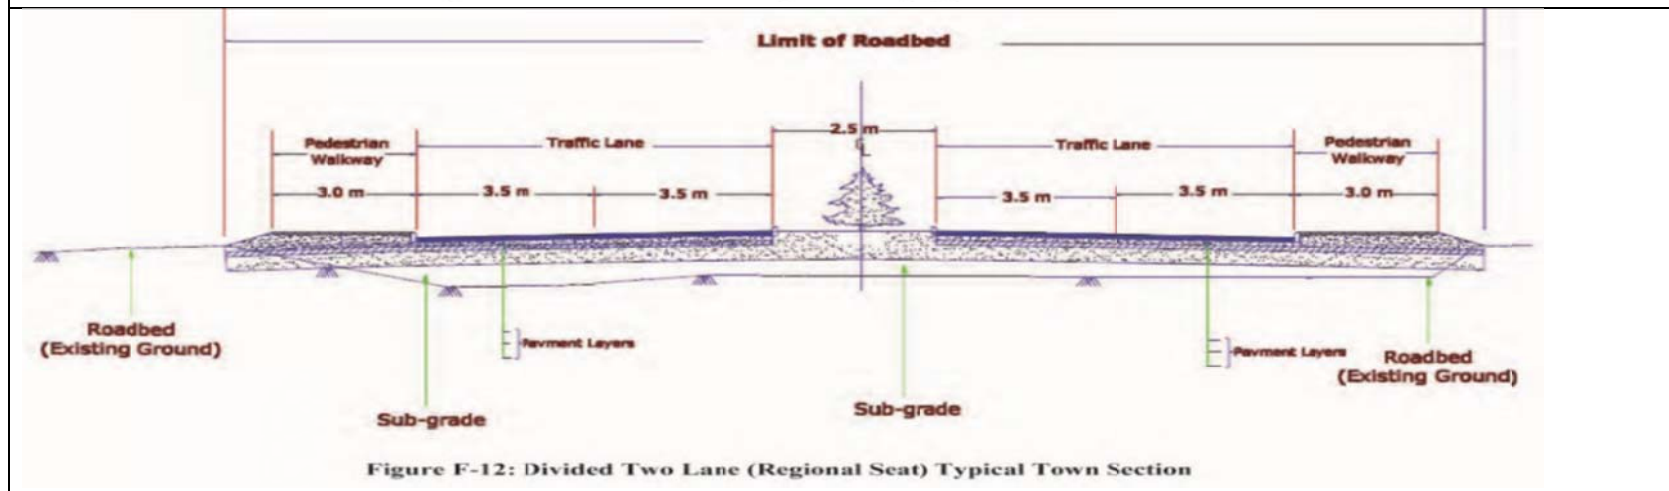 Limit of Roadbed
2.5 m
Pedestrian
Walkway
Traffic Lane
Traffic Lane
Pedestrian
Walkway
3.0 m
3.5 m
3.5 m
3.5 m
3.5 m
3.0 m
Roadbed
(Existing Ground)
Pavment Layers
Pavment Layers
Roadbed
(Existing Ground)
Sub-grade
Sub-grade
Figure F-12: Divided Two Lane (Regional Seat) Typical Town Section